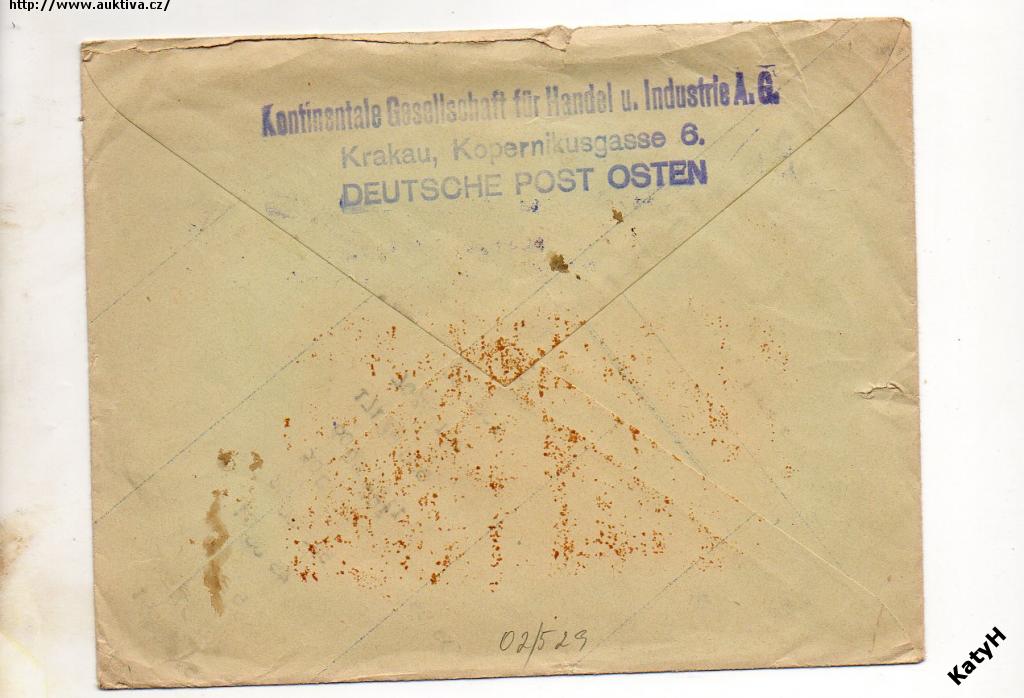 http://www.auktiva.cz/
Kontinentale Gesellschaft für Handel u. Industrie A. G.
Krakau, Kopernikusgasse 6.
DEUTSCHE POST OSTEN
02/529
KatyH